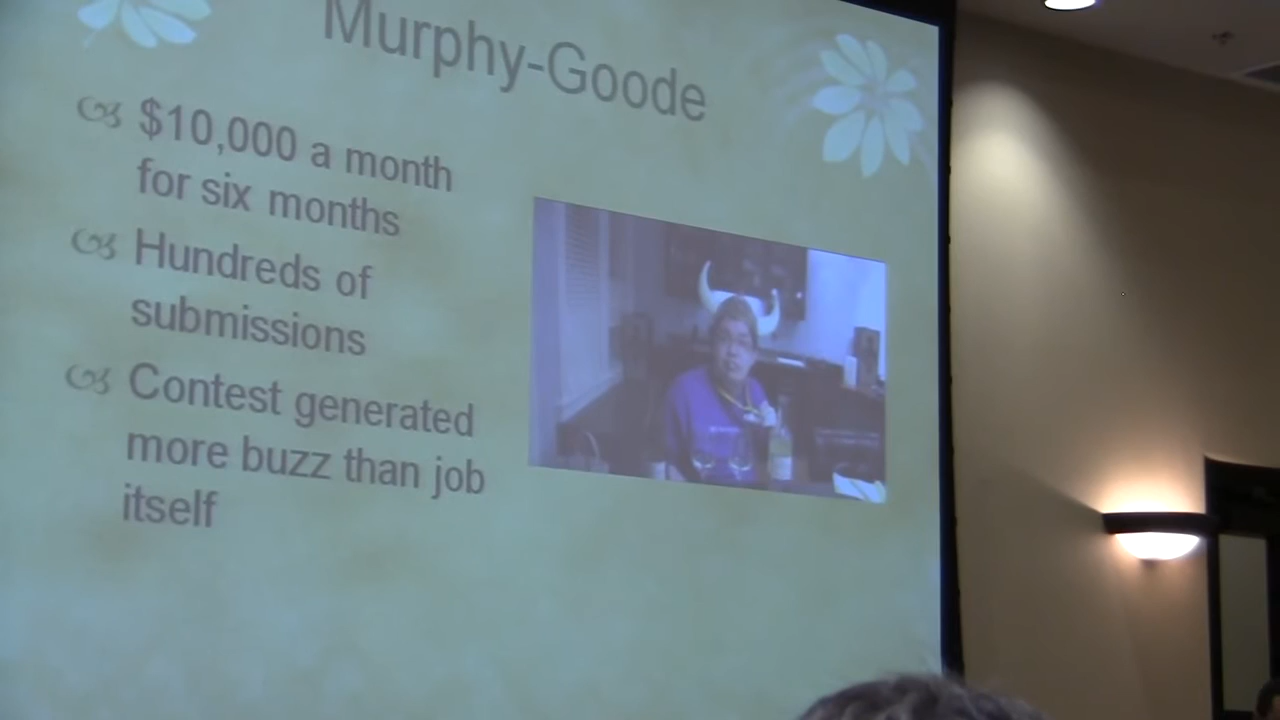 Murphy-Goode
$10,000 a month
for six months
Hundreds of
submissions
Contest generated
more buzz than job
itself